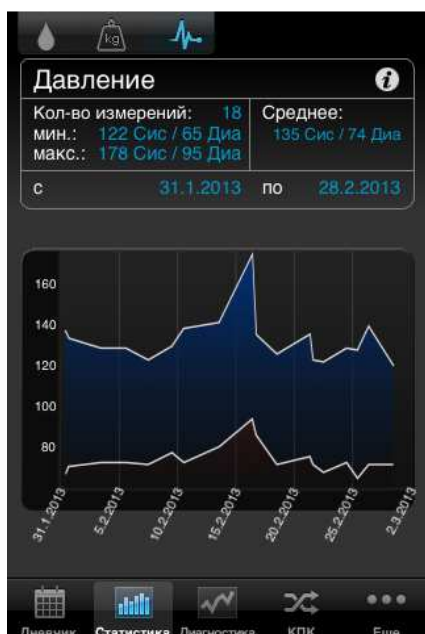 kg
Давление
i
Кол-во измерений: 18
мин.: 122 Сис / 65 Диа
макс.: 178 Сис / 95 Диа
Среднее:
135 Сис / 74 Диа
с 31.1.2013 по 28.2.2013
160
140
120
100
80
31.1.2013 5.2.2013 10.2.2013 15.2.2013 20.2.2013 25.2.2013 2.3.2013
Дневник Статистика Диагностика КПК Еще